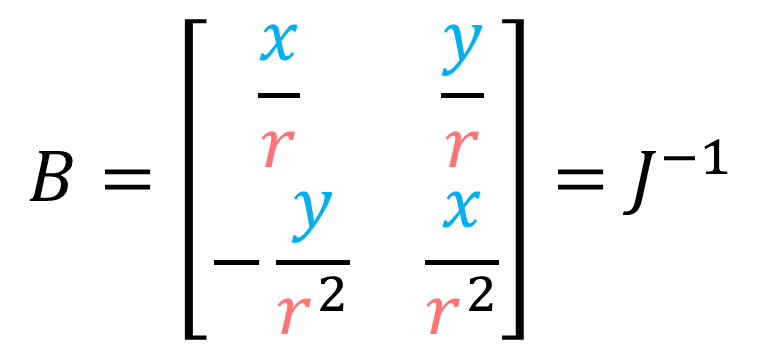 B = [ x/r  y/r ; −y/r²  x/r² ] = J⁻¹